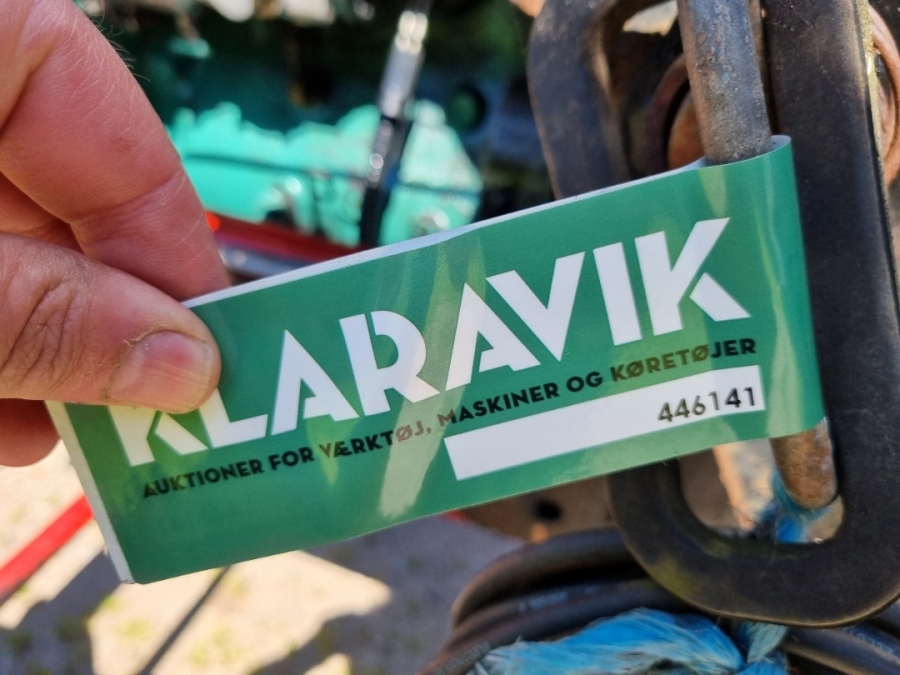 KLARAVIK
AUKTIONER FOR VÆRKTØJ, MASKINER OG KØRETØJER
446141